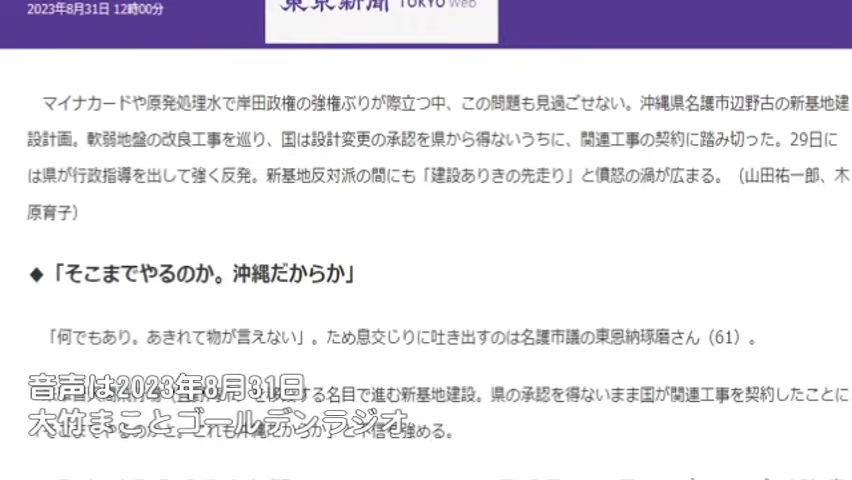 2023年8月31日 12時00分
東京新聞 TOKYO Web
マイナカードや原発処理水で岸田政権の強権ぶりが際立つ中、この問題も見過ごせない。沖縄県名護市辺野古の新基地建
設計画。軟弱地盤の改良工事を巡り、国は設計変更の承認を県から得ないうちに、関連工事の契約に踏み切った。29日に
は県が行政指導を出して強く反発。新基地反対派の間にも「建設ありきの先走り」と憤怒の渦が広まる。（山田祐一郎、木
原育子）
◆「そこまでやるのか。沖縄だからか」
「何でもあり。あきれて物が言えない」。ため息交じりに吐き出すのは名護市議の東恩納琢磨さん（61）。
音声は2023年8月31日
する名目で進む新基地建設。県の承認を得ないまま国が関連工事を契約したことに
大竹まことゴールデンラジオ
と不信を強める。